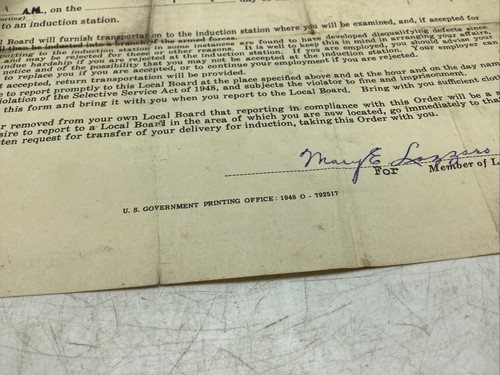 A.M., on the
to an induction station.
l Board will furnish transportation to the induction station where you will be examined, and, if accepted for
then be inducted into a branch of the armed forces.
rting to the induction station in some instances are found to have developed disqualifying defects since
and may be rejected for these or other reasons. It is well to keep this in mind in arranging your affairs,
undue hardship if you are rejected at the induction station. If you are employed, you should advise your
notice and of the possibility that you may not be accepted at the induction station. Your employer can
to replace you if you are accepted, or to continue your employment if you are rejected.
t accepted, return transportation will be provided.
e to report promptly to this Local Board at the place specified above and at the hour and on the day nam
iolation of the Selective Service Act of 1948, and subjects the violator to fine and imprisonment.
this form and bring it with you when you report to the Local Board. Bring with you sufficient clot
r removed from your own Local Board that reporting in compliance with this Order will be a s
sire to report to a Local Board in the area of which you are now located, go immediately to tha
ten request for transfer of your delivery for induction, taking this Order with you.
Mary E. Lazzaro
For Member of L
U. S. GOVERNMENT PRINTING OFFICE : 1948 O - 792517